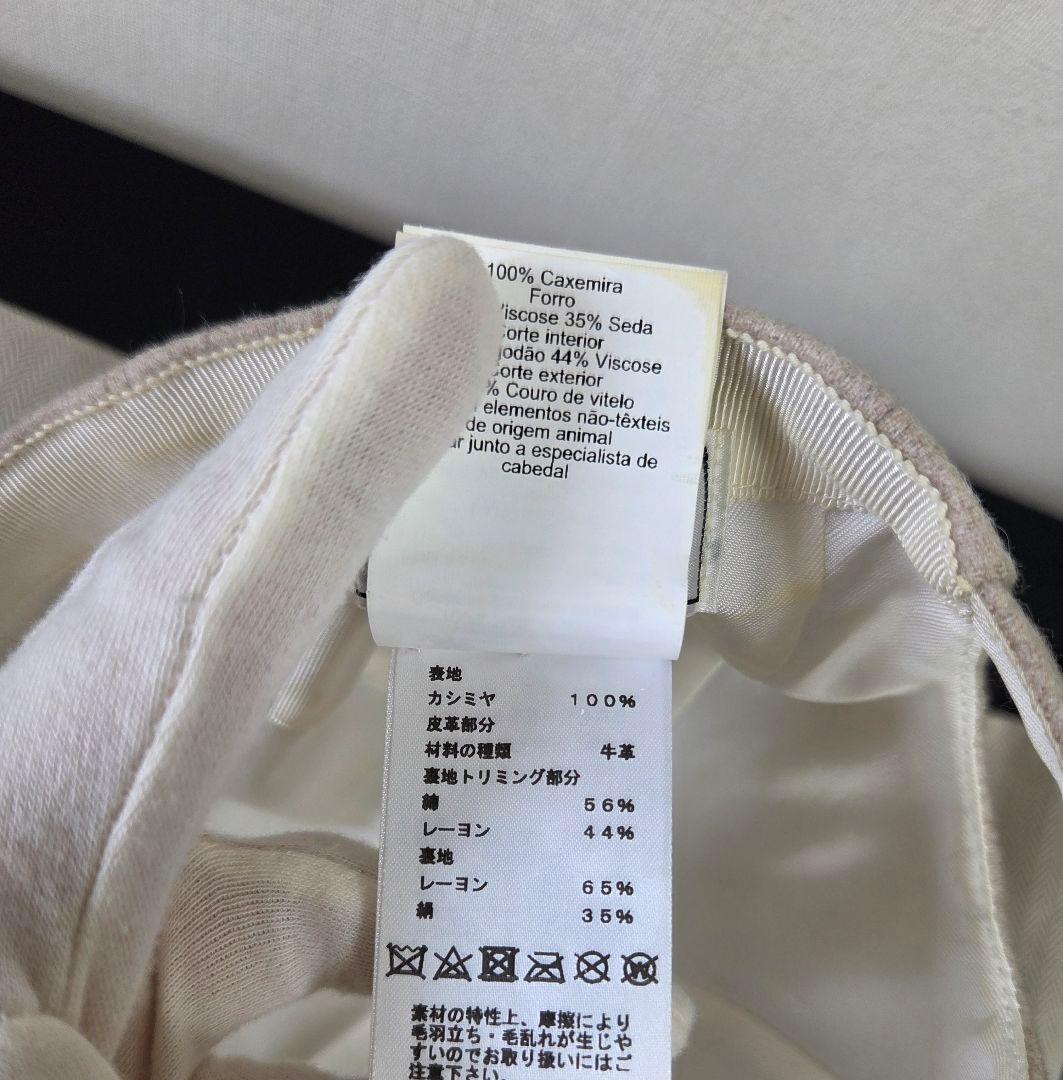 100% Caxemira
Forro
Viscose 35% Seda
interior
44% Viscose
exterior
% Couro de vitelo
elementos não-têxteis
de origem animal
junto a especialista de
cabedal
表地
カシミヤ 100%
皮革部分
材料の種類 牛革
裏地トリミング部分
綿 56%
レーヨン 44%
裏地
レーヨン 65%
絹 35%
W
素材の特性上、摩擦により
毛羽立ち・毛乱れが生じや
すいのでお取り扱いにはご
注意下さい。